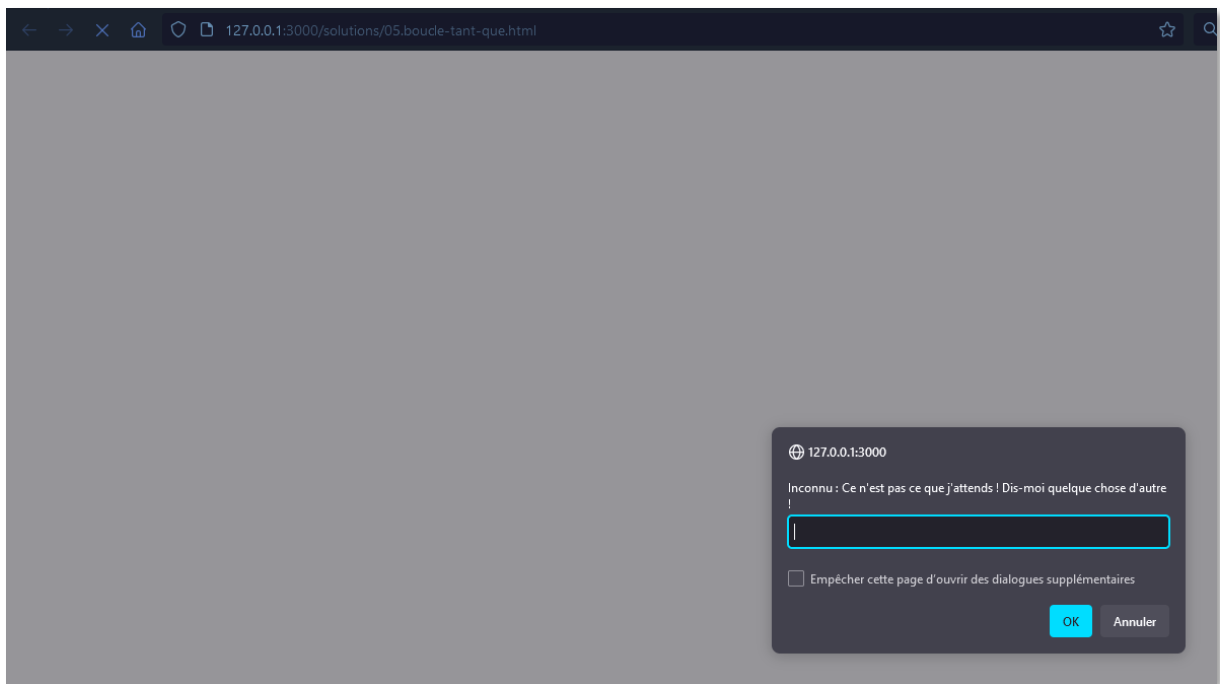 127.0.0.1:3000/solutions/05.boucle-tant-que.html
127.0.0.1:3000
Inconnu : Ce n'est pas ce que j'attends ! Dis-moi quelque chose d'autre
!
Empêcher cette page d'ouvrir des dialogues supplémentaires
OK Annuler